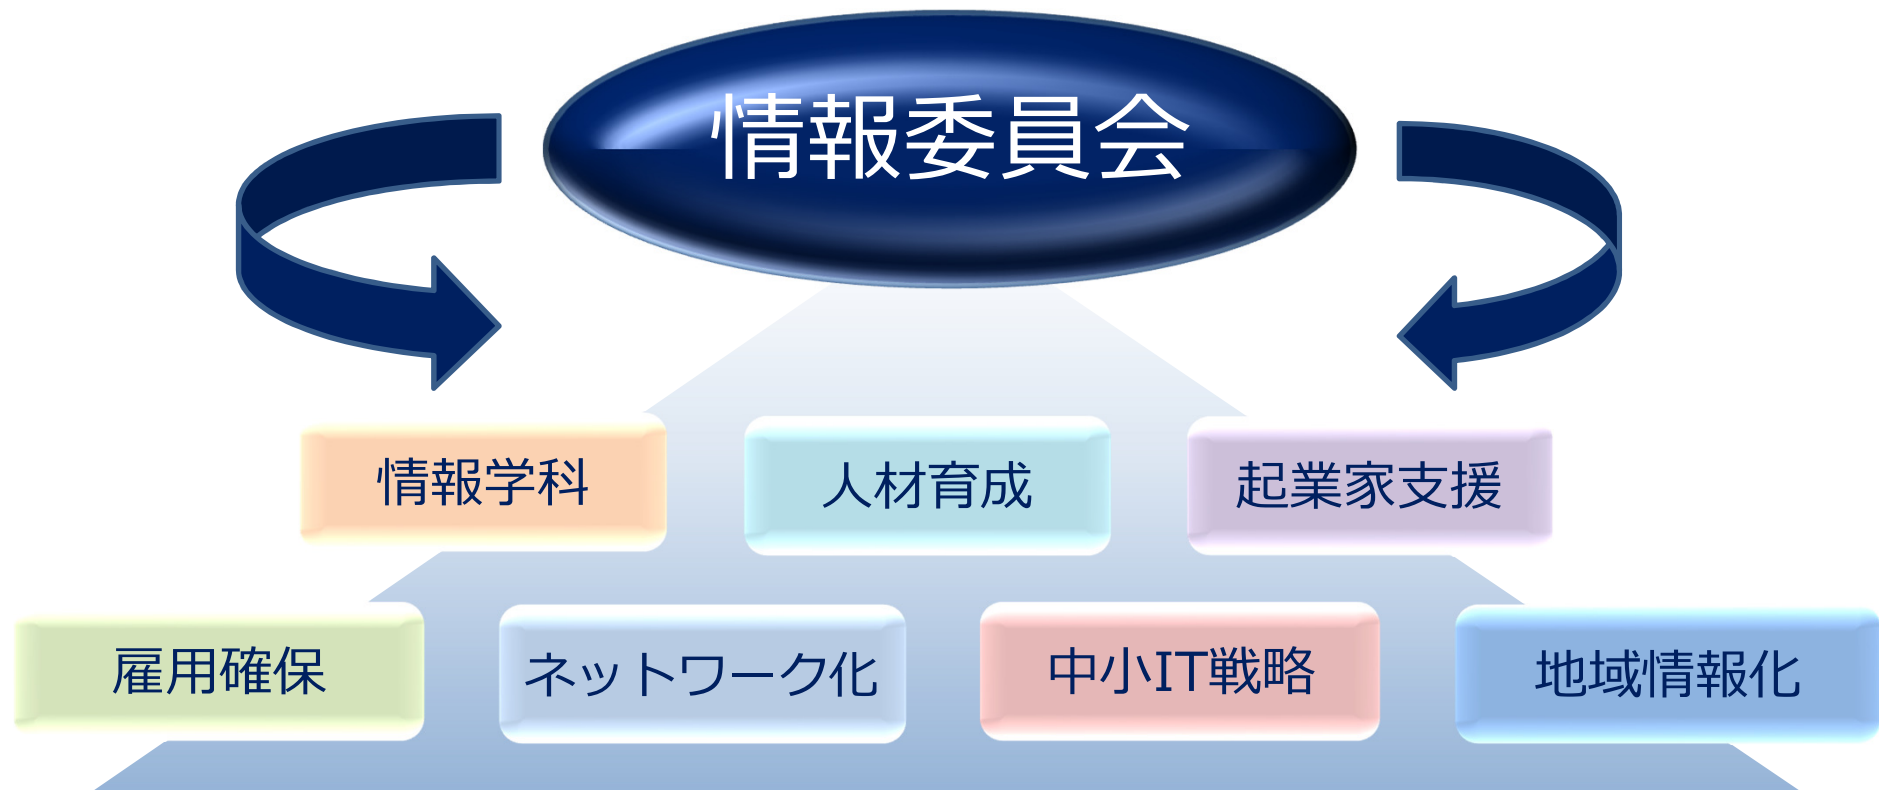 情報委員会
情報学科
人材育成
起業家支援
雇用確保
ネットワーク化
中小IT戦略
地域情報化